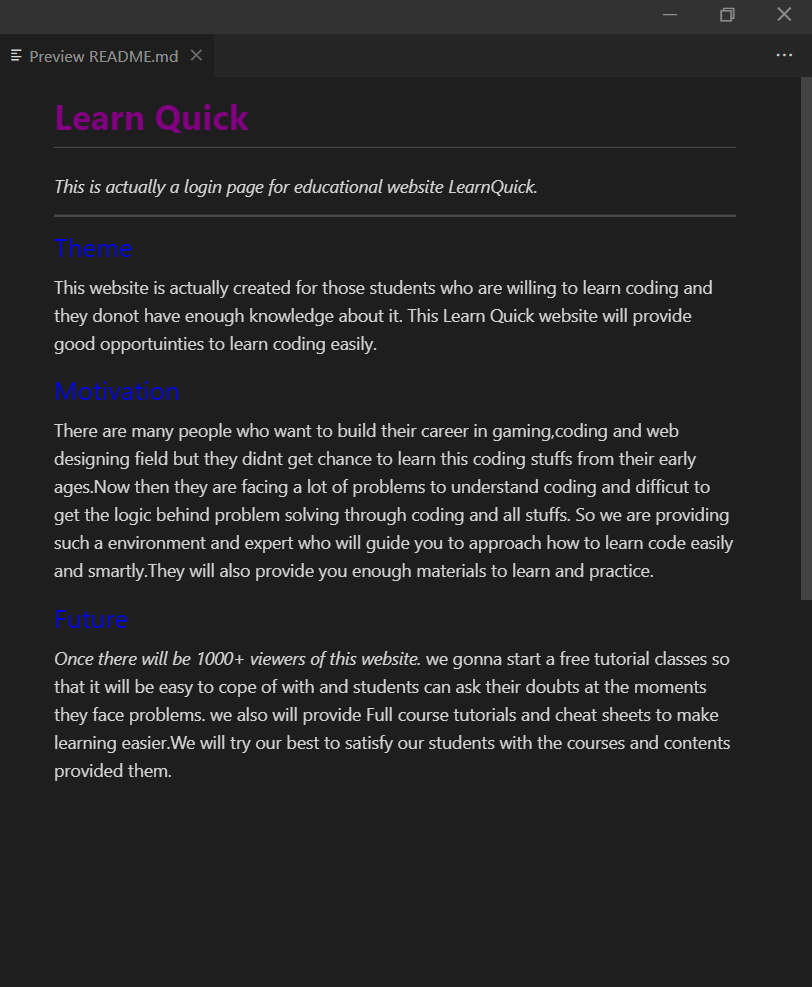 Preview README.md
Learn Quick
This is actually a login page for educational website LearnQuick.
Theme
This website is actually created for those students who are willing to learn coding and
they donot have enough knowledge about it. This Learn Quick website will provide
good opportuinties to learn coding easily.
Motivation
There are many people who want to build their career in gaming,coding and web
designing field but they didnt get chance to learn this coding stuffs from their early
ages.Now then they are facing a lot of problems to understand coding and difficut to
get the logic behind problem solving through coding and all stuffs. So we are providing
such a environment and expert who will guide you to approach how to learn code easily
and smartly.They will also provide you enough materials to learn and practice.
Future
Once there will be 1000+ viewers of this website. we gonna start a free tutorial classes so
that it will be easy to cope of with and students can ask their doubts at the moments
they face problems. we also will provide Full course tutorials and cheat sheets to make
learning easier.We will try our best to satisfy our students with the courses and contents
provided them.